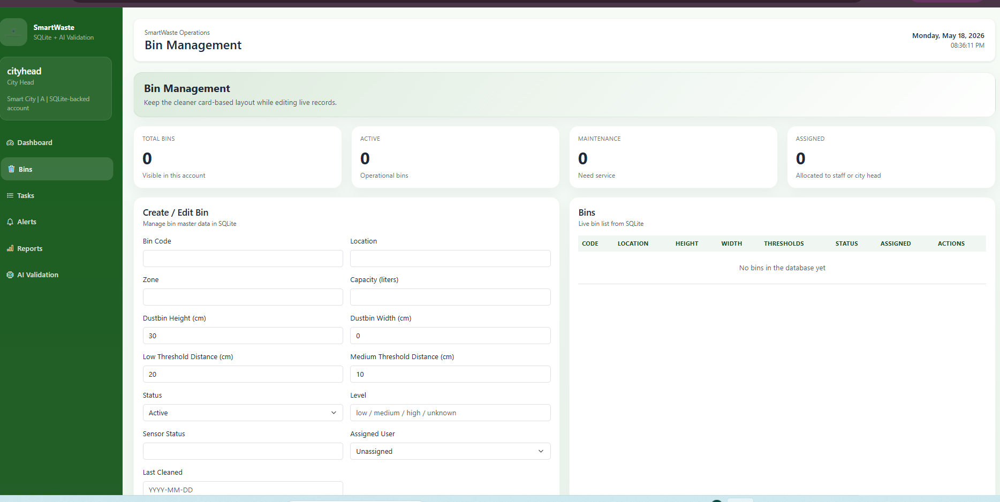 SmartWaste
SQLite + AI Validation
cityhead
City Head
Smart City | A | SQLite-backed
account
Dashboard
Bins
Tasks
Alerts
Reports
AI Validation
SmartWaste Operations
Bin Management
Monday, May 18, 2026
08:36:11 PM
Bin Management
Keep the cleaner card-based layout while editing live records.
TOTAL BINS
0
Visible in this account
ACTIVE
0
Operational bins
MAINTENANCE
0
Need service
ASSIGNED
0
Allocated to staff or city head
Create / Edit Bin
Manage bin master data in SQLite
Bin Code
Location
Zone
Capacity (liters)
Dustbin Height (cm)
Dustbin Width (cm)
30
0
Low Threshold Distance (cm)
Medium Threshold Distance (cm)
20
10
Status
Level
Active
low / medium / high / unknown
Sensor Status
Assigned User
Unassigned
Last Cleaned
YYYY-MM-DD
Bins
Live bin list from SQLite
CODE LOCATION HEIGHT WIDTH THRESHOLDS STATUS ASSIGNED ACTIONS
No bins in the database yet